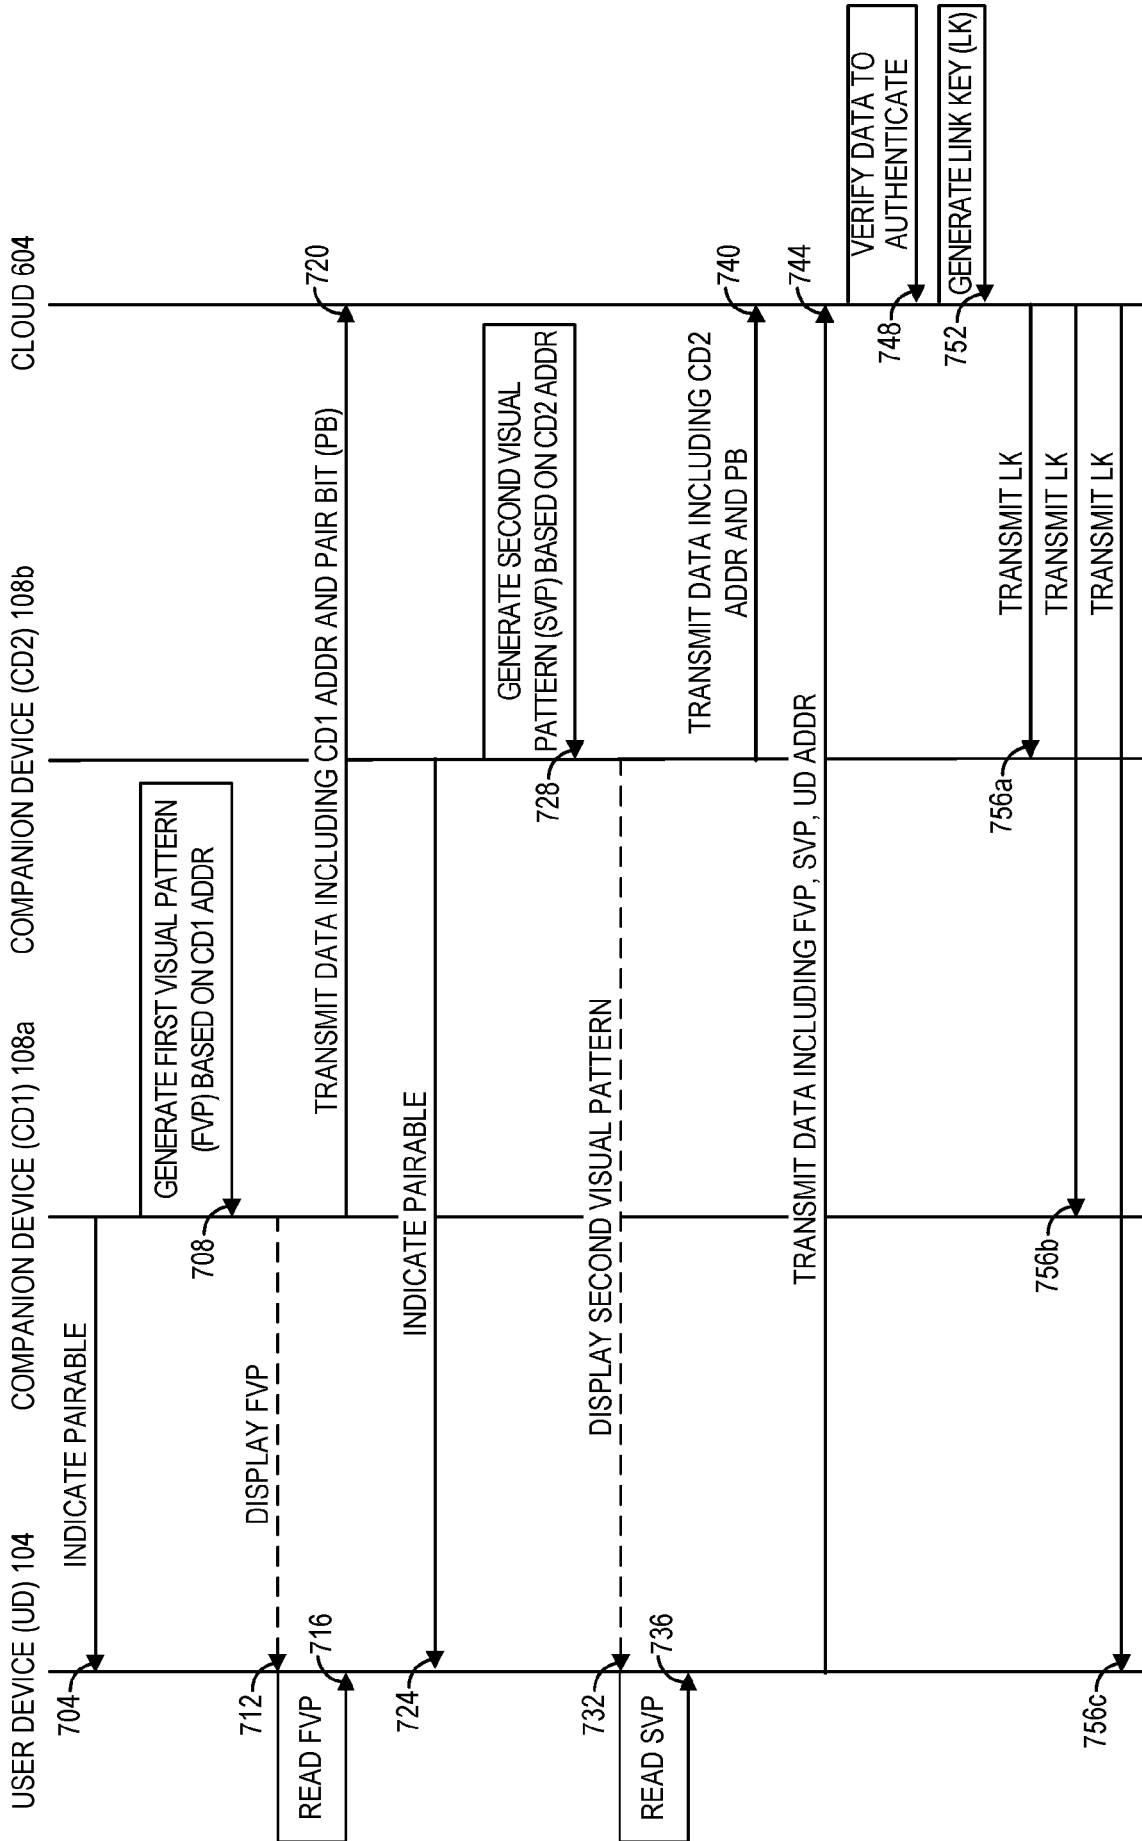 USER DEVICE (UD) 104
COMPANION DEVICE (CD1) 108a
COMPANION DEVICE (CD2) 108b
CLOUD 604
704
INDICATE PAIRABLE
GENERATE FIRST VISUAL PATTERN
(FVP) BASED ON CD1 ADDR
708
712
DISPLAY FVP
READ FVP
716
TRANSMIT DATA INCLUDING CD1 ADDR AND PAIR BIT (PB)
720
724
INDICATE PAIRABLE
GENERATE SECOND VISUAL
PATTERN (SVP) BASED ON CD2 ADDR
728
732
DISPLAY SECOND VISUAL PATTERN
READ SVP
736
TRANSMIT DATA INCLUDING CD2
ADDR AND PB
740
TRANSMIT DATA INCLUDING FVP, SVP, UD ADDR
744
VERIFY DATA TO
AUTHENTICATE
748
GENERATE LINK KEY (LK)
752
TRANSMIT LK
756a
TRANSMIT LK
756b
TRANSMIT LK
756c